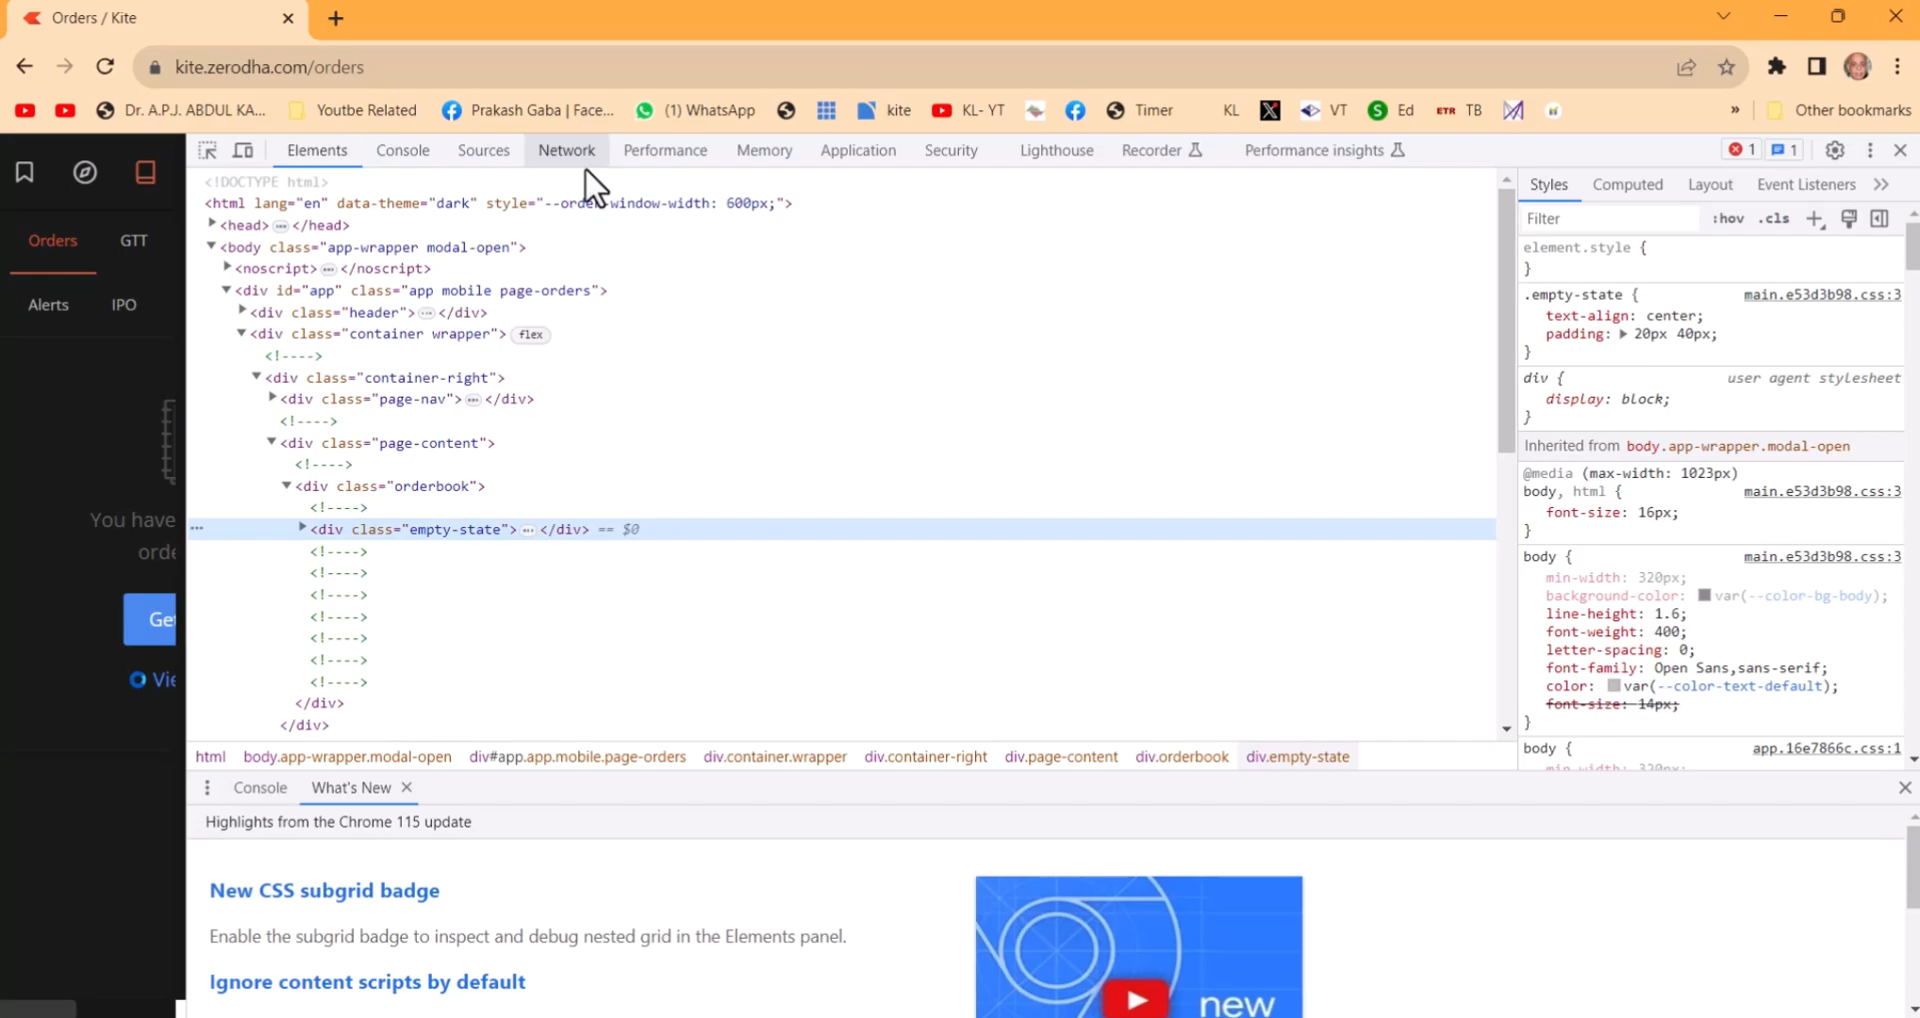 Orders / Kite
kite.zerodha.com/orders
Dr. A.P.J. ABDUL KA... Youtbe Related Prakash Gaba | Face... (1) WhatsApp kite KL- YT Timer KL VT Ed ETR TB » Other bookmarks
Elements Console Sources Network Performance Memory Application Security Lighthouse Recorder Performance insights 1 1
Orders GTT
Alerts IPO
You have
orde
Get
Vie
<!DOCTYPE html>
<html lang="en" data-theme="dark" style="--order-window-width: 600px;">
<head> … </head>
<body class="app-wrapper modal-open">
<noscript> … </noscript>
<div id="app" class="app mobile page-orders">
<div class="header"> … </div>
<div class="container wrapper"> flex
<!---->
<div class="container-right">
<div class="page-nav"> … </div>
<!---->
<div class="page-content">
<!---->
<div class="orderbook">
<!---->
<div class="empty-state"> … </div> == $0
<!---->
<!---->
<!---->
<!---->
<!---->
<!---->
<!---->
</div>
</div>
html body.app-wrapper.modal-open div#app.app.mobile.page-orders div.container.wrapper div.container-right div.page-content div.orderbook div.empty-state
Styles Computed Layout Event Listeners »
Filter :hov .cls
element.style {
}
.empty-state { main.e53d3b98.css:3
text-align: center;
padding: 20px 40px;
}
div { user agent stylesheet
display: block;
}
Inherited from body.app-wrapper.modal-open
@media (max-width: 1023px)
body, html { main.e53d3b98.css:3
font-size: 16px;
}
body { main.e53d3b98.css:3
min-width: 320px;
background-color: var(--color-bg-body);
line-height: 1.6;
font-weight: 400;
letter-spacing: 0;
font-family: Open Sans,sans-serif;
color: var(--color-text-default);
font-size: 14px;
}
body { app.16e7866c.css:1
min-width: 320px;
Console What's New
Highlights from the Chrome 115 update
New CSS subgrid badge
Enable the subgrid badge to inspect and debug nested grid in the Elements panel.
Ignore content scripts by default
new